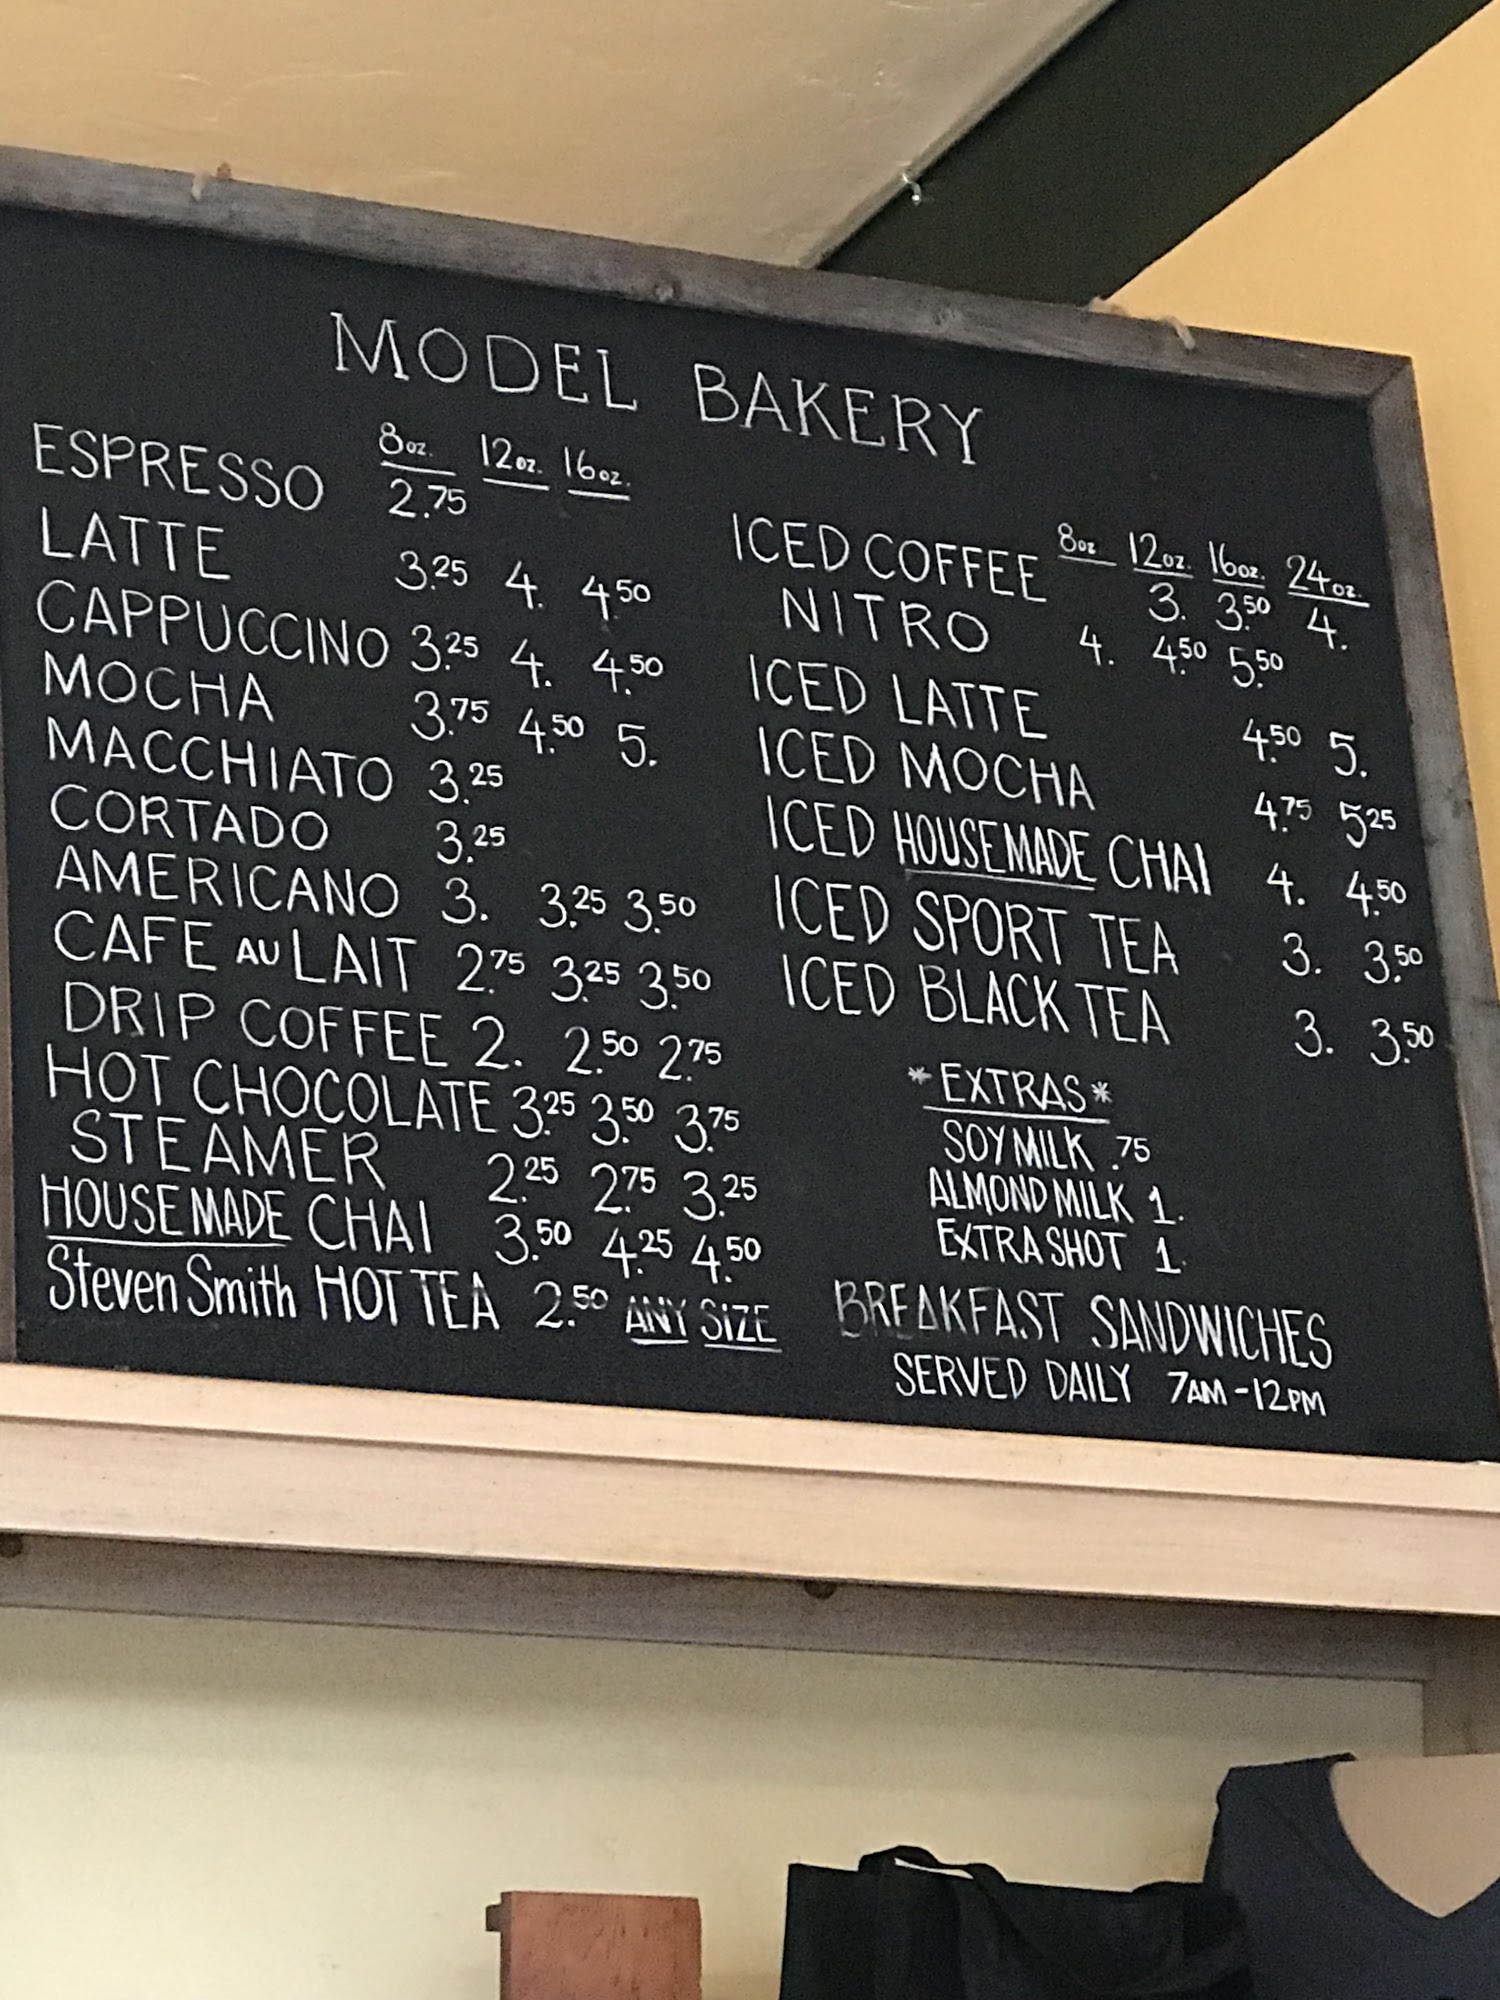 MODEL BAKERY
8oz. 12oz. 16oz.
ESPRESSO 2.75
LATTE 3.25 4. 4.50
CAPPUCCINO 3.25 4. 4.50
MOCHA 3.75 4.50 5.
MACCHIATO 3.25
CORTADO 3.25
AMERICANO 3. 3.25 3.50
CAFE AU LAIT 2.75 3.25 3.50
DRIP COFFEE 2. 2.50 2.75
HOT CHOCOLATE 3.25 3.50 3.75
STEAMER 2.25 2.75 3.25
HOUSEMADE CHAI 3.50 4.25 4.50
Steven Smith HOT TEA 2.50 ANY SIZE
8oz 12oz. 16oz. 24oz.
ICED COFFEE 3. 3.50 4.
NITRO 4. 4.50 5.50
ICED LATTE 4.50 5.
ICED MOCHA 4.75 5.25
ICED HOUSEMADE CHAI 4. 4.50
ICED SPORT TEA 3. 3.50
ICED BLACK TEA 3. 3.50
*EXTRAS*
SOY MILK .75
ALMOND MILK 1.
EXTRA SHOT 1.
BREAKFAST SANDWICHES
SERVED DAILY 7AM-12PM